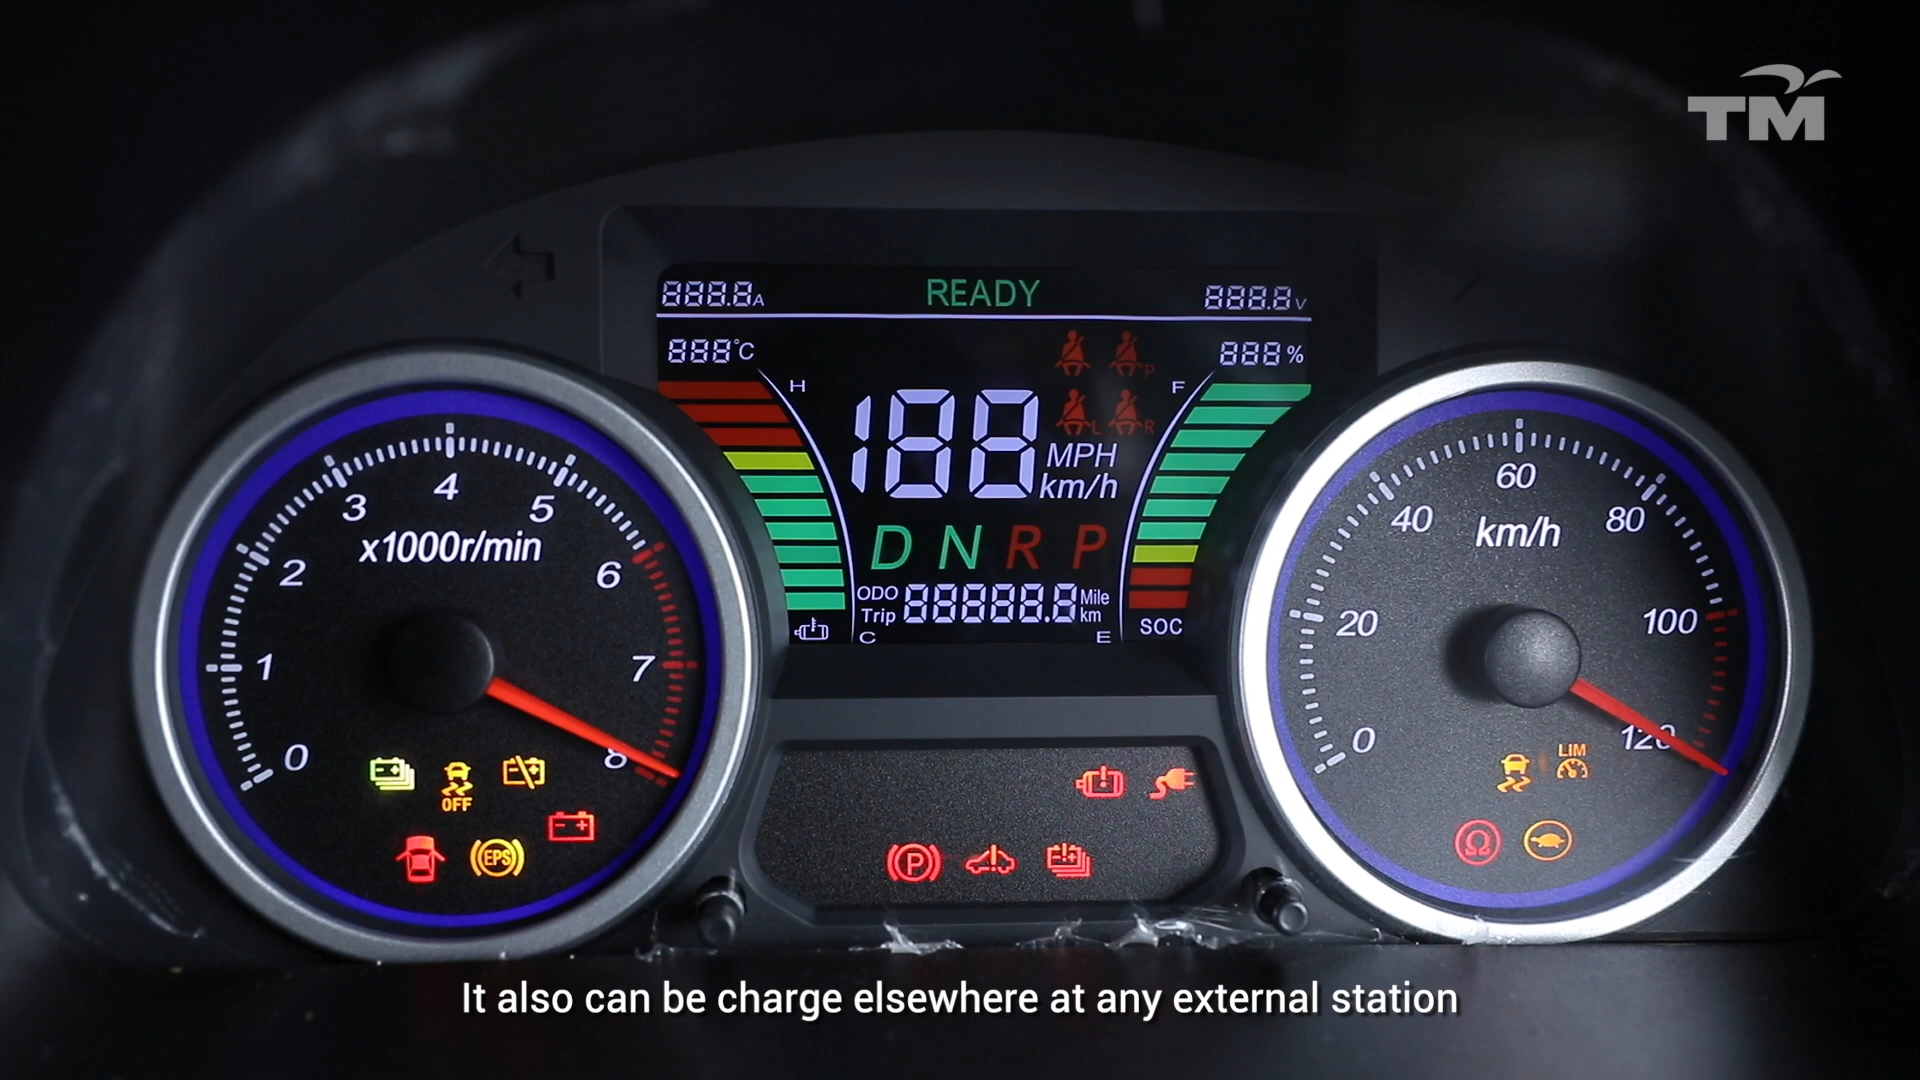 TM
888.8A
READY
888.8V
888°C
888%
H
F
P
L
R
188
MPH
km/h
D N R P
ODO
Trip
88888.8
Mile
km
C
E
SOC
0
1
2
3
4
5
6
7
8
x1000r/min
OFF
EPS
P
0
20
40
60
80
100
120
km/h
LIM
Ω
It also can be charge elsewhere at any external station